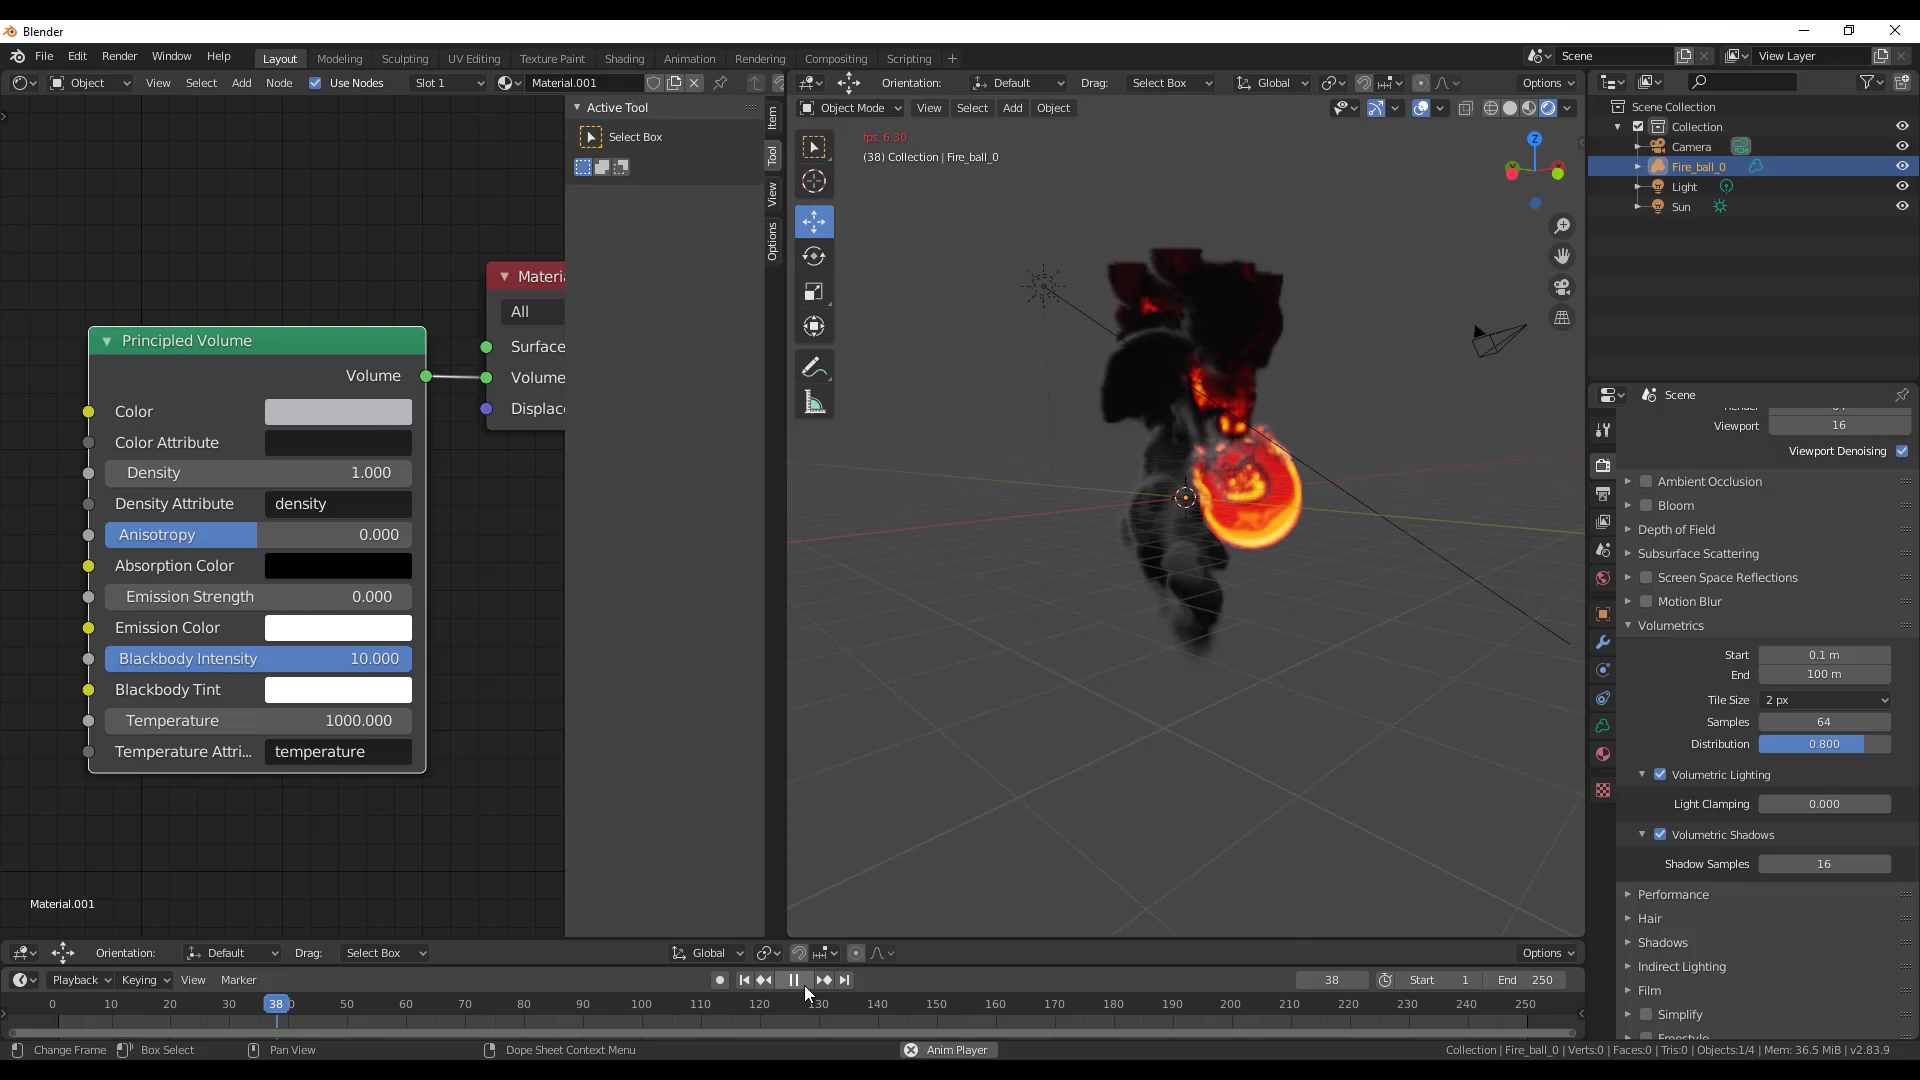 Blender
File Edit Render Window Help Layout Modeling Sculpting UV Editing Texture Paint Shading Animation Rendering Compositing Scripting + Scene View Layer
Object View Select Add Node Use Nodes Slot 1 Material.001
Orientation: Default Drag: Select Box Global Options
Object Mode View Select Add Object
Active Tool
Select Box
Item
Tool
View
Options
fps: 6.30
(38) Collection | Fire_ball_0
Z
Scene Collection
Collection
Camera
Fire_ball_0
Light
Sun
Materia
All
Surface
Volume
Displac
Principled Volume
Volume
Color
Color Attribute
Density 1.000
Density Attribute density
Anisotropy 0.000
Absorption Color
Emission Strength 0.000
Emission Color
Blackbody Intensity 10.000
Blackbody Tint
Temperature 1000.000
Temperature Attri... temperature
Material.001
Scene
Viewport 16
Viewport Denoising
Ambient Occlusion
Bloom
Depth of Field
Subsurface Scattering
Screen Space Reflections
Motion Blur
Volumetrics
Start 0.1 m
End 100 m
Tile Size 2 px
Samples 64
Distribution 0.800
Volumetric Lighting
Light Clamping 0.000
Volumetric Shadows
Shadow Samples 16
Performance
Hair
Shadows
Indirect Lighting
Film
Simplify
Orientation: Default Drag: Select Box Global Options
Playback Keying View Marker 38 Start 1 End 250
0 10 20 30 38 50 60 70 80 90 100 110 120 130 140 150 160 170 180 190 200 210 220 230 240 250
Change Frame Box Select Pan View Dope Sheet Context Menu Anim Player Collection | Fire_ball_0 | Verts:0 | Faces:0 | Tris:0 | Objects:1/4 | Mem: 36.5 MiB | v2.83.9